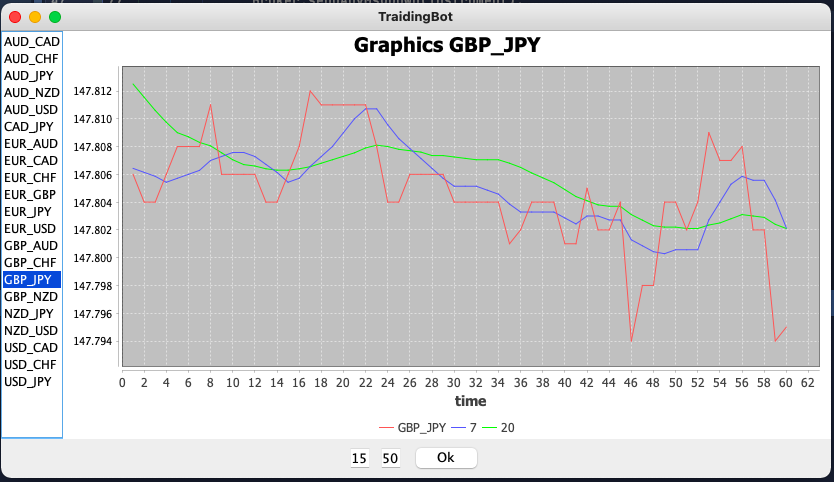 TraidingBot
AUD_CAD
AUD_CHF
AUD_JPY
AUD_NZD
AUD_USD
CAD_JPY
EUR_AUD
EUR_CAD
EUR_CHF
EUR_GBP
EUR_JPY
EUR_USD
GBP_AUD
GBP_CHF
GBP_JPY
GBP_NZD
NZD_JPY
NZD_USD
USD_CAD
USD_CHF
USD_JPY
Graphics GBP_JPY
147.812
147.810
147.808
147.806
147.804
147.802
147.800
147.798
147.796
147.794
0 2 4 6 8 10 12 14 16 18 20 22 24 26 28 30 32 34 36 38 40 42 44 46 48 50 52 54 56 58 60 62
time
GBP_JPY 7 20
15 50 Ok